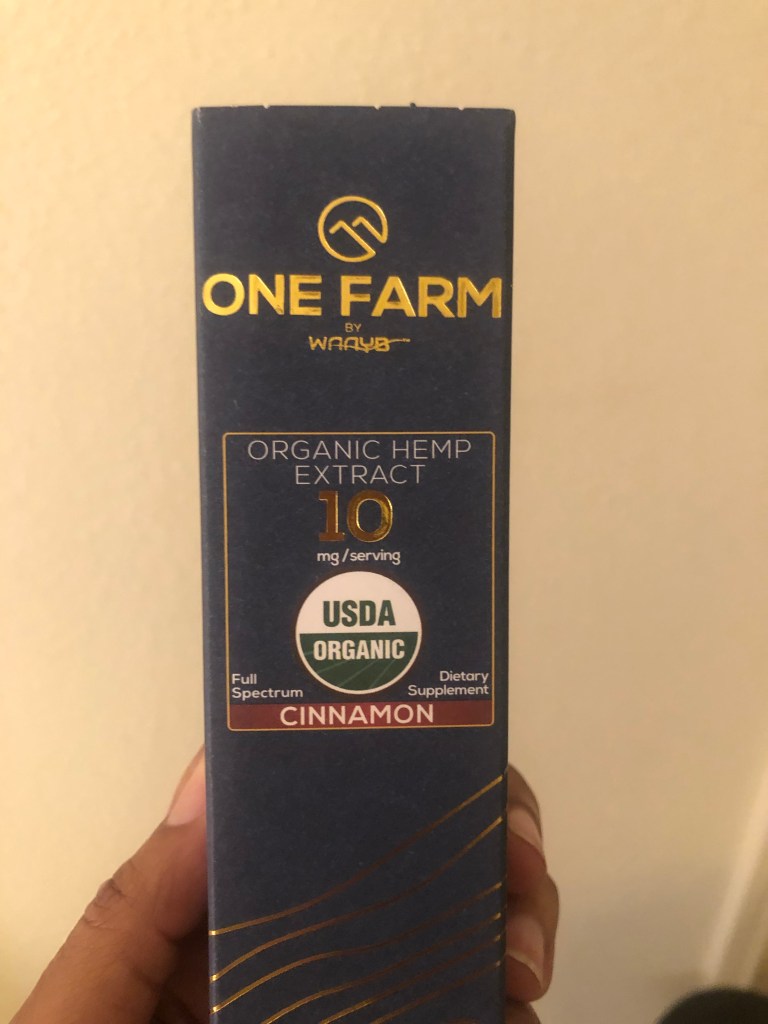 ONE FARM
BY
WAAYB
ORGANIC HEMP
EXTRACT
10
mg/serving
USDA
ORGANIC
Full
Spectrum
Dietary
Supplement
CINNAMON